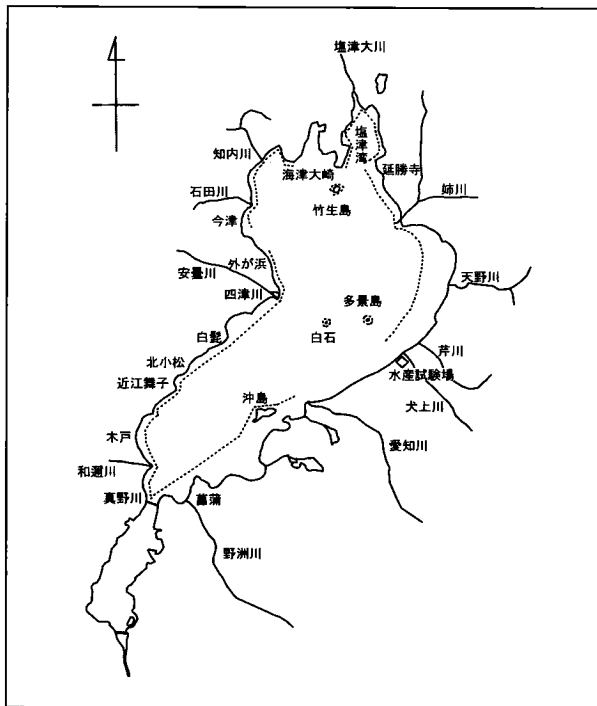 塩津大川
塩津湾
知内川
海津大崎
延勝寺
石田川
竹生島
姉川
今津
外が浜
安曇川
天野川
四津川
多景島
白髭
白石
芹川
北小松
水産試験場
近江舞子
沖島
犬上川
木戸
愛知川
和邇川
真野川
菖蒲
野洲川